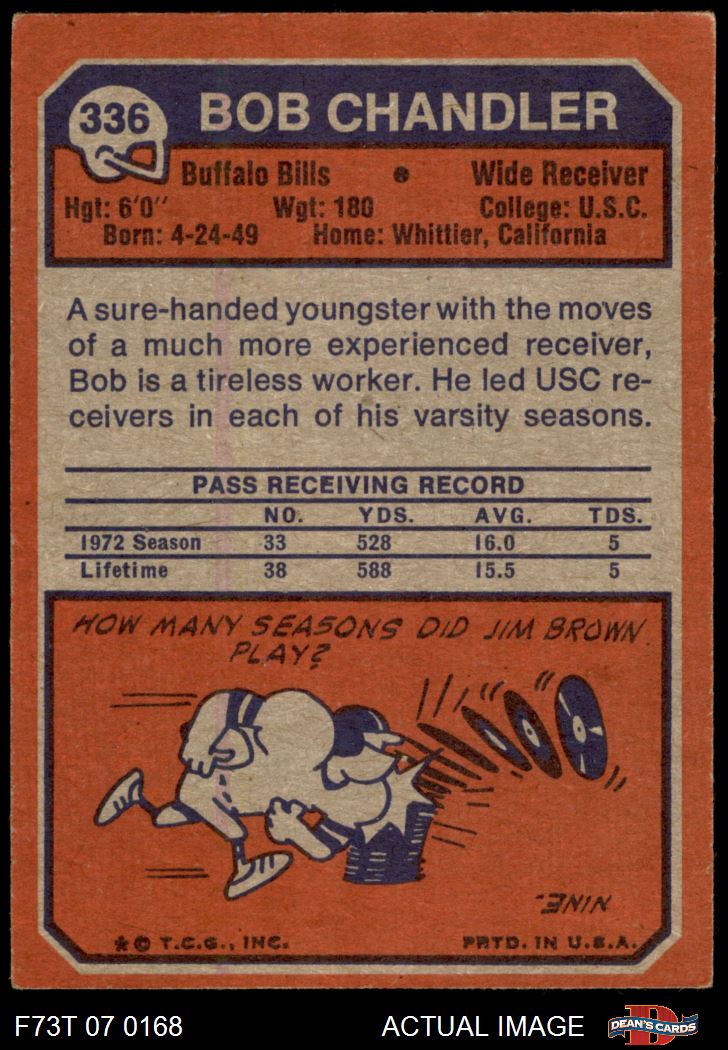 336
BOB CHANDLER
Buffalo Bills • Wide Receiver
Hgt: 6'0" Wgt: 180 College: U.S.C.
Born: 4-24-49 Home: Whittier, California
A sure-handed youngster with the moves
of a much more experienced receiver,
Bob is a tireless worker. He led USC re-
ceivers in each of his varsity seasons.
PASS RECEIVING RECORD
NO. YDS. AVG. TDS.
1972 Season 33 528 16.0 5
Lifetime 38 588 15.5 5
HOW MANY SEASONS DID JIM BROWN
PLAY?
NINE.
★ © T.C.G., INC. PRTD. IN U.S.A.
F73T 07 0168 ACTUAL IMAGE DEAN'S CARDS